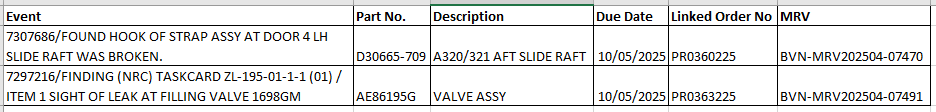 Event Part No. Description Due Date Linked Order No MRV
7307686/FOUND HOOK OF STRAP ASSY AT DOOR 4 LH
SLIDE RAFT WAS BROKEN. D30665-709 A320/321 AFT SLIDE RAFT 10/05/2025 PR0360225 BVN-MRV202504-07470
7297216/FINDING (NRC) TASKCARD ZL-195-01-1-1 (01) /
ITEM 1 SIGHT OF LEAK AT FILLING VALVE 1698GM AE86195G VALVE ASSY 10/05/2025 PR0363225 BVN-MRV202504-07491